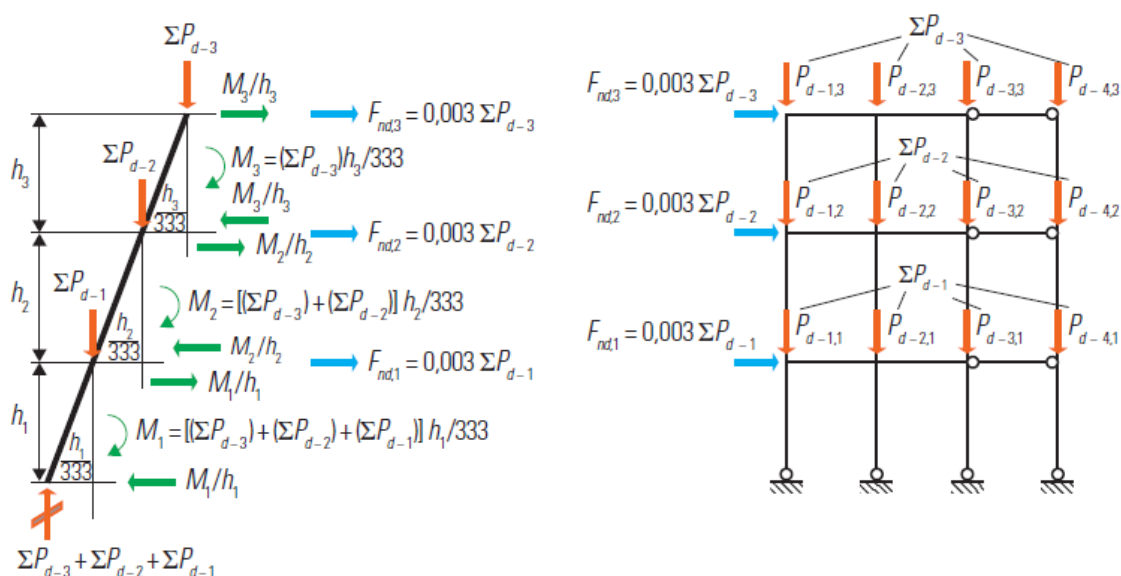 ΣP_{d–3}
M_3/h_3
F_{nd,3} = 0,003 ΣP_{d–3}
h_3
M_3 = (ΣP_{d–3})h_3/333
ΣP_{d–2}
h_3/333
M_3/h_3
F_{nd,2} = 0,003 ΣP_{d–2}
M_2/h_2
h_2
ΣP_{d–1}
M_2 = [(ΣP_{d–3}) + (ΣP_{d–2})] h_2/333
h_2/333
M_2/h_2
F_{nd,1} = 0,003 ΣP_{d–1}
M_1/h_1
h_1
M_1 = [(ΣP_{d–3}) + (ΣP_{d–2}) + (ΣP_{d–1})] h_1/333
h_1/333
M_1/h_1
ΣP_{d–3} + ΣP_{d–2} + ΣP_{d–1}
ΣP_{d–3}
F_{nd,3} = 0,003 ΣP_{d–3}
P_{d–1,3} P_{d–2,3} P_{d–3,3} P_{d–4,3}
ΣP_{d–2}
F_{nd,2} = 0,003 ΣP_{d–2}
P_{d–1,2} P_{d–2,2} P_{d–3,2} P_{d–4,2}
ΣP_{d–1}
F_{nd,1} = 0,003 ΣP_{d–1}
P_{d–1,1} P_{d–2,1} P_{d–3,1} P_{d–4,1}